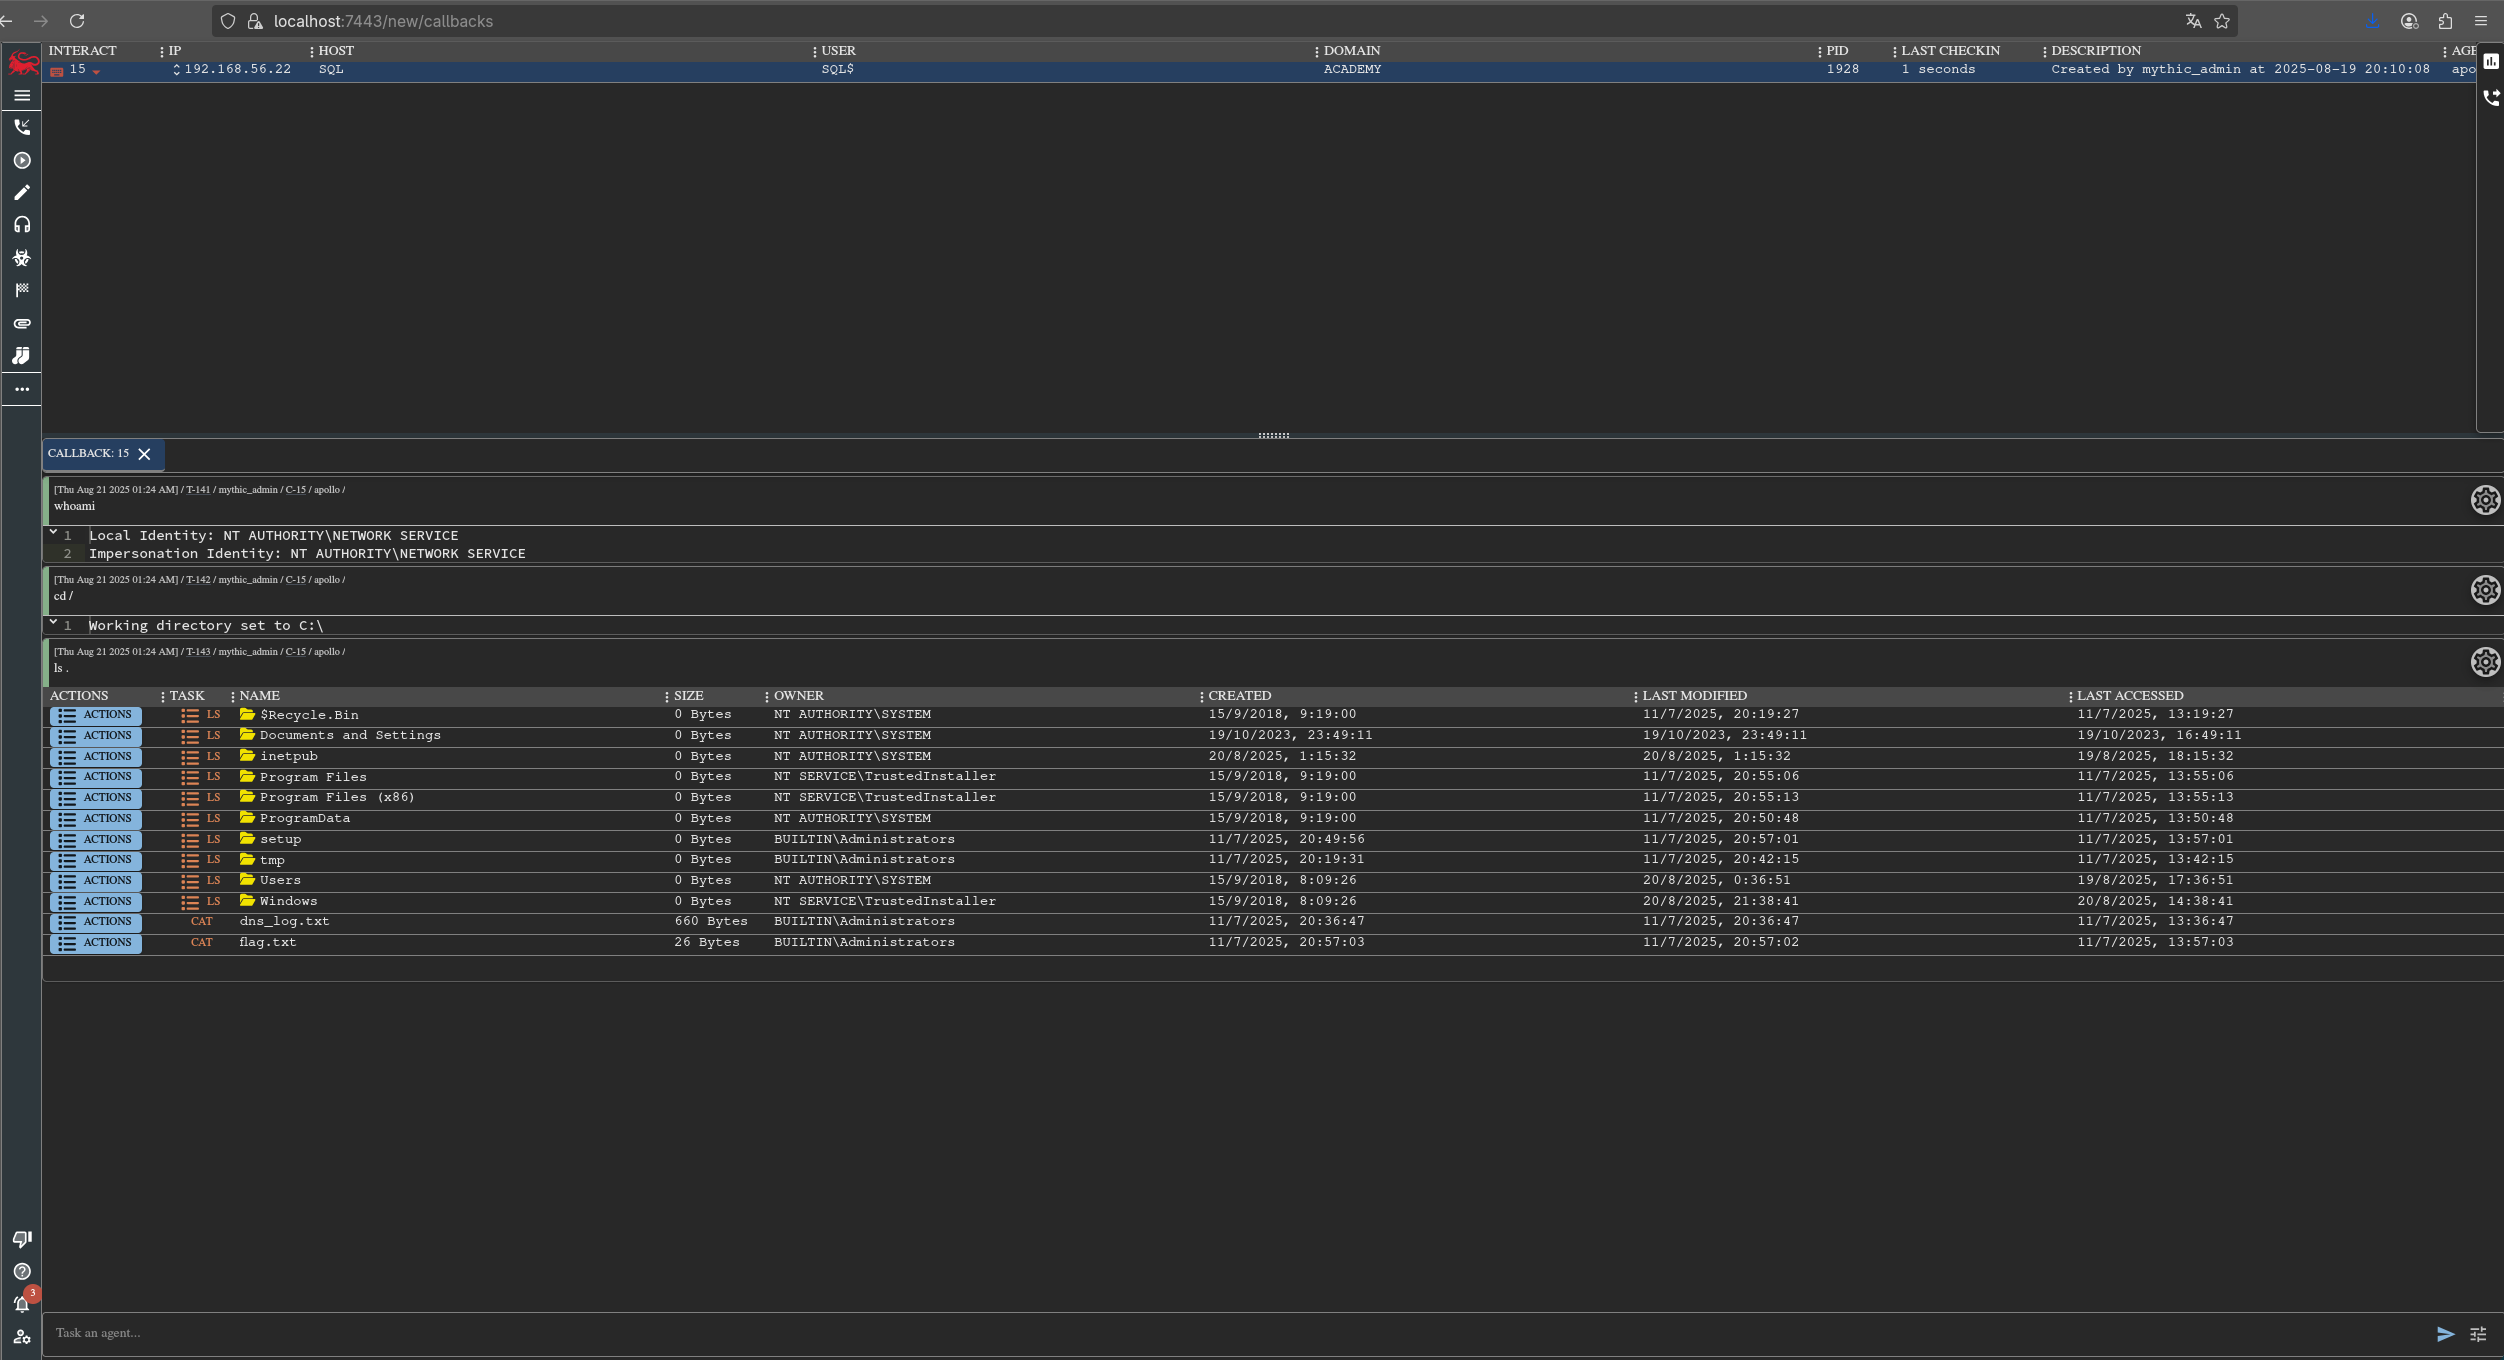 localhost:7443/new/callbacks
INTERACT IP HOST USER DOMAIN PID LAST CHECKIN DESCRIPTION AGE
15 192.168.56.22 SQL SQL$ ACADEMY 1928 1 seconds Created by mythic_admin at 2025-08-19 20:10:08 apo
CALLBACK: 15
[Thu Aug 21 2025 01:24 AM] / T-141 / mythic_admin / C-15 / apollo /
whoami
1 Local Identity: NT AUTHORITY\NETWORK SERVICE
2 Impersonation Identity: NT AUTHORITY\NETWORK SERVICE
[Thu Aug 21 2025 01:24 AM] / T-142 / mythic_admin / C-15 / apollo /
cd /
1 Working directory set to C:\
[Thu Aug 21 2025 01:24 AM] / T-143 / mythic_admin / C-15 / apollo /
ls .
ACTIONS TASK NAME SIZE OWNER CREATED LAST MODIFIED LAST ACCESSED
ACTIONS LS $Recycle.Bin 0 Bytes NT AUTHORITY\SYSTEM 15/9/2018, 9:19:00 11/7/2025, 20:19:27 11/7/2025, 13:19:27
ACTIONS LS Documents and Settings 0 Bytes NT AUTHORITY\SYSTEM 19/10/2023, 23:49:11 19/10/2023, 23:49:11 19/10/2023, 16:49:11
ACTIONS LS inetpub 0 Bytes NT AUTHORITY\SYSTEM 20/8/2025, 1:15:32 20/8/2025, 1:15:32 19/8/2025, 18:15:32
ACTIONS LS Program Files 0 Bytes NT SERVICE\TrustedInstaller 15/9/2018, 9:19:00 11/7/2025, 20:55:06 11/7/2025, 13:55:06
ACTIONS LS Program Files (x86) 0 Bytes NT SERVICE\TrustedInstaller 15/9/2018, 9:19:00 11/7/2025, 20:55:13 11/7/2025, 13:55:13
ACTIONS LS ProgramData 0 Bytes NT AUTHORITY\SYSTEM 15/9/2018, 9:19:00 11/7/2025, 20:50:48 11/7/2025, 13:50:48
ACTIONS LS setup 0 Bytes BUILTIN\Administrators 11/7/2025, 20:49:56 11/7/2025, 20:57:01 11/7/2025, 13:57:01
ACTIONS LS tmp 0 Bytes BUILTIN\Administrators 11/7/2025, 20:19:31 11/7/2025, 20:42:15 11/7/2025, 13:42:15
ACTIONS LS Users 0 Bytes NT AUTHORITY\SYSTEM 15/9/2018, 8:09:26 20/8/2025, 0:36:51 19/8/2025, 17:36:51
ACTIONS LS Windows 0 Bytes NT SERVICE\TrustedInstaller 15/9/2018, 8:09:26 20/8/2025, 21:38:41 20/8/2025, 14:38:41
ACTIONS CAT dns_log.txt 660 Bytes BUILTIN\Administrators 11/7/2025, 20:36:47 11/7/2025, 20:36:47 11/7/2025, 13:36:47
ACTIONS CAT flag.txt 26 Bytes BUILTIN\Administrators 11/7/2025, 20:57:03 11/7/2025, 20:57:02 11/7/2025, 13:57:03
3
Task an agent...